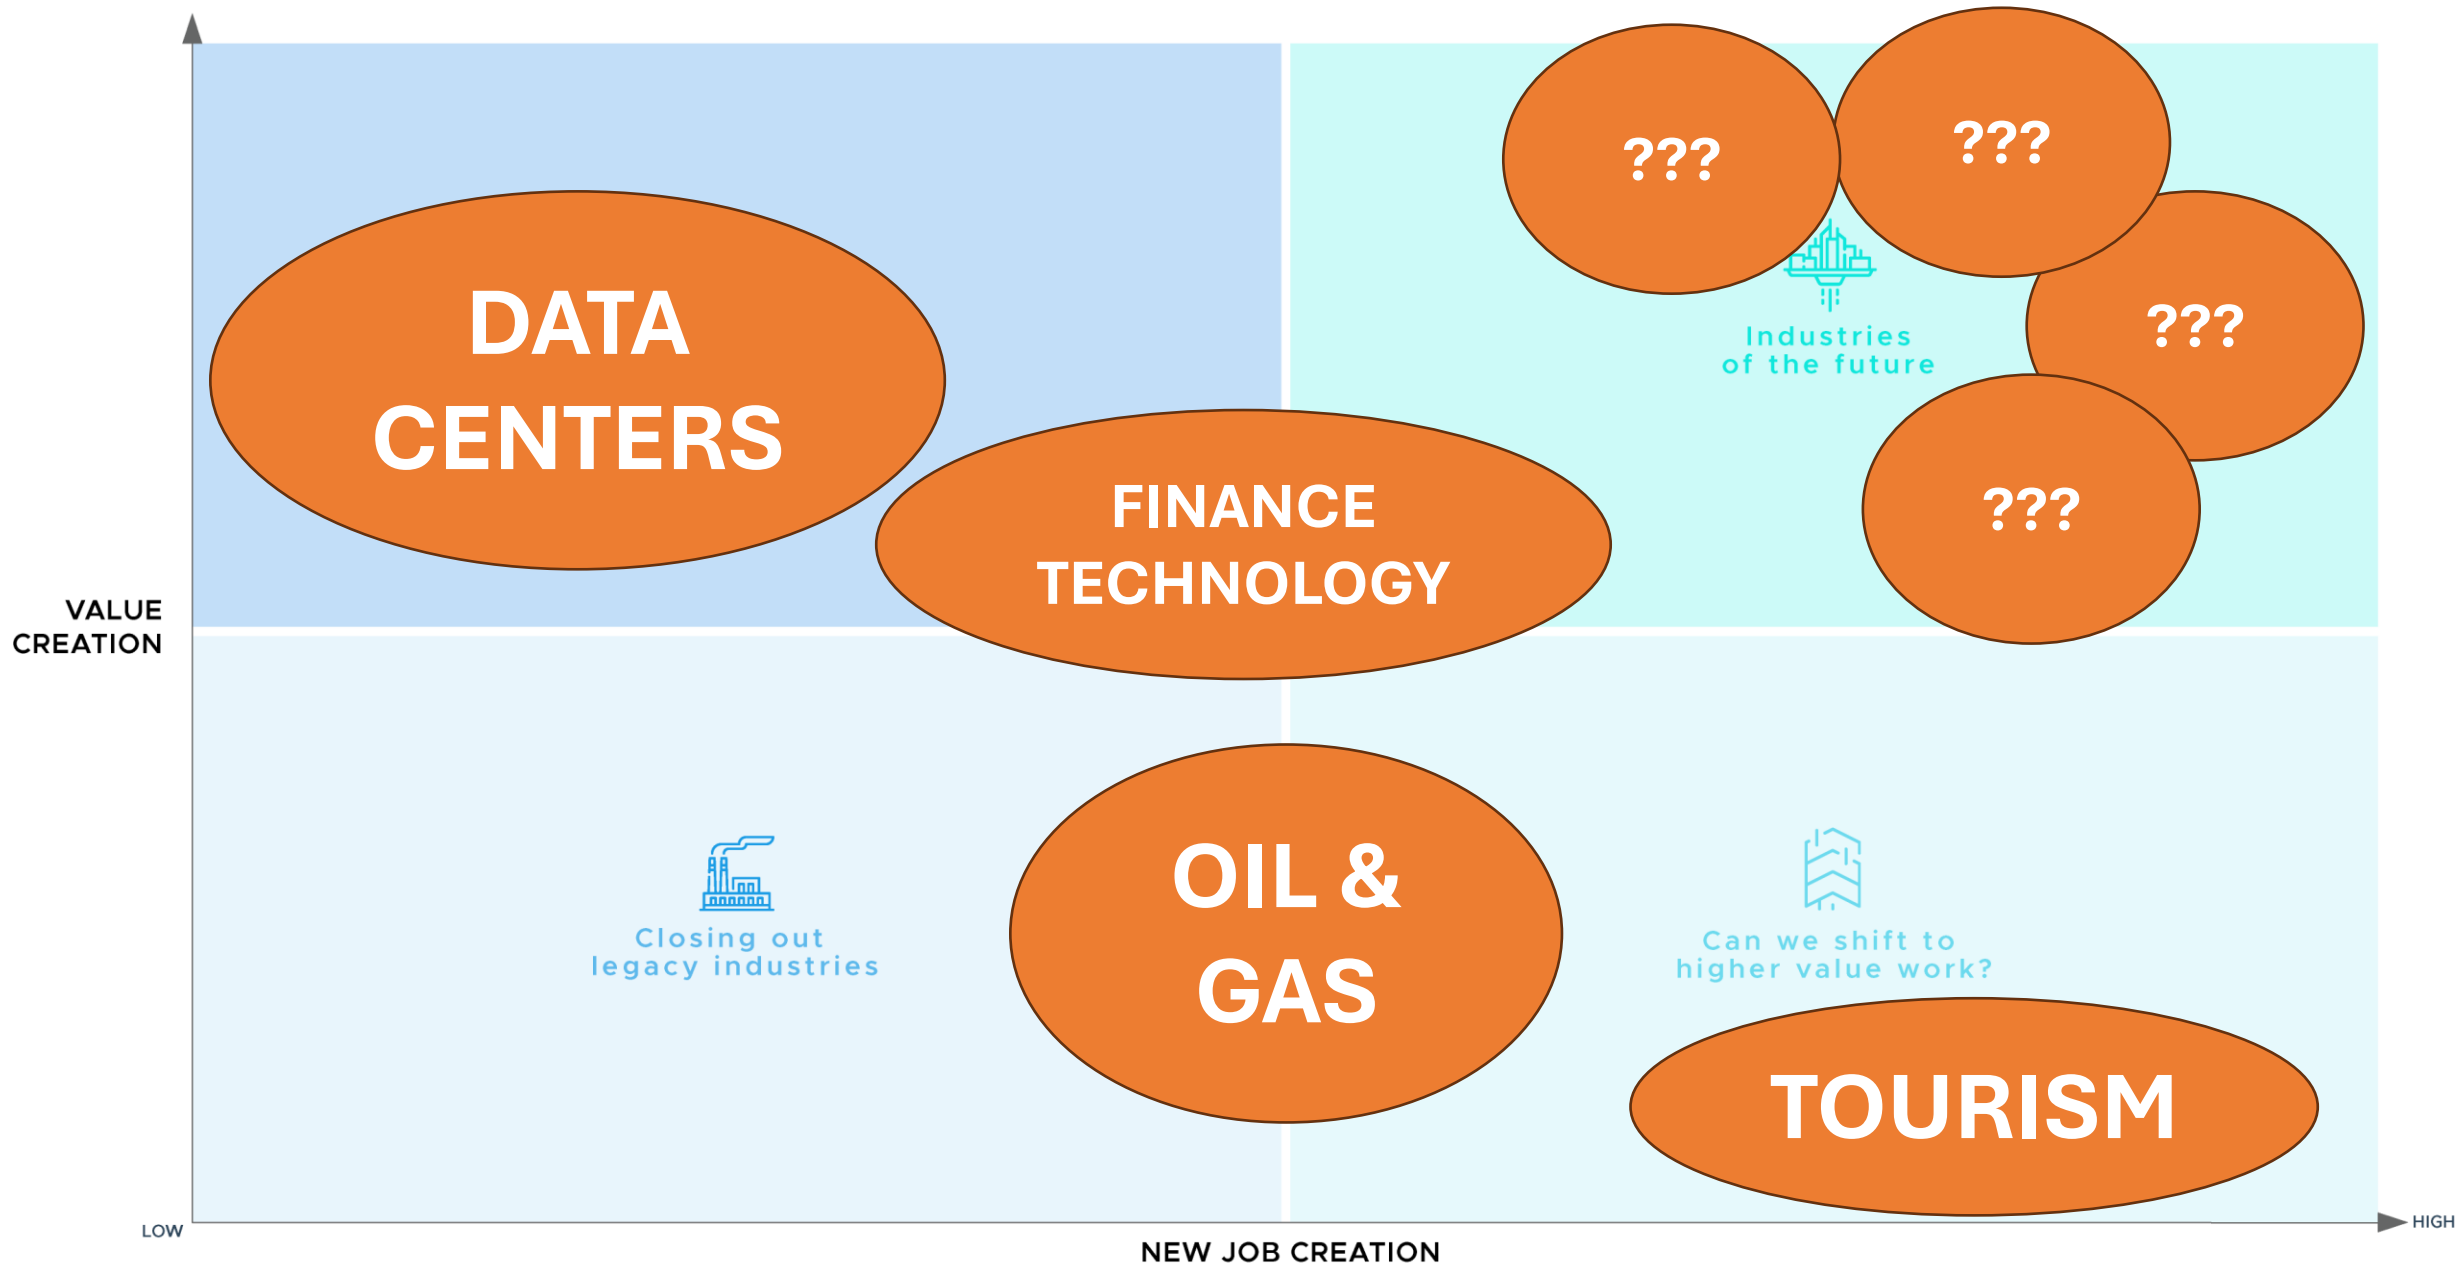 ???
???
DATA
CENTERS
???
Industries
of the future
???
FINANCE
TECHNOLOGY
VALUE
CREATION
OIL &
GAS
Closing out
legacy industries
Can we shift to
higher value work?
TOURISM
LOW
HIGH
NEW JOB CREATION